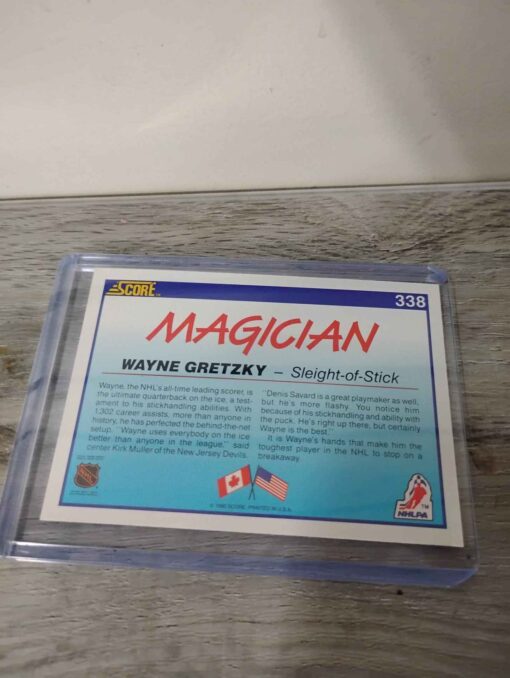 SCORE
338
MAGICIAN
WAYNE GRETZKY – Sleight-of-Stick
Wayne, the NHL's all-time leading scorer, is
the ultimate quarterback on the ice, a test-
ament to his stickhandling abilities. With
1,302 career assists, more than anyone in
history, he has perfected the behind-the-net
setup. "Wayne uses everybody on the ice
better than anyone in the league," said
center Kirk Muller of the New Jersey Devils.
"Denis Savard is a great playmaker as well,
but he's more flashy. You notice him
because of his stickhandling and ability with
the puck. He's right up there, but certainly
Wayne is the best."
It is Wayne's hands that make him the
toughest player in the NHL to stop on a
breakaway.
NHL
© 1990 SCORE, PRINTED IN U.S.A.
NHLPA
TM